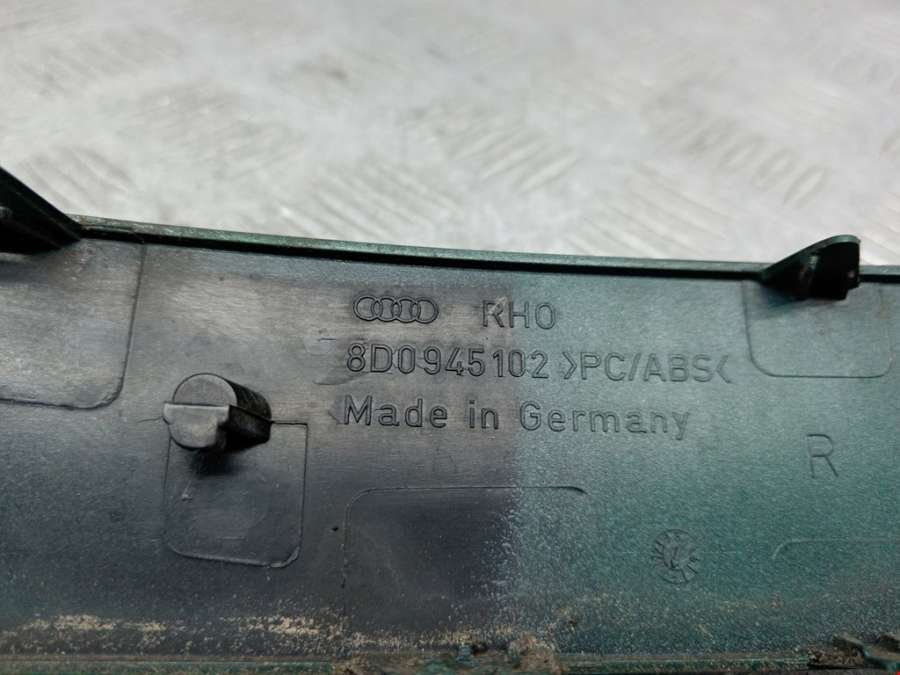 RHO
8D0945102 >PC/ABS<
Made in Germany
R